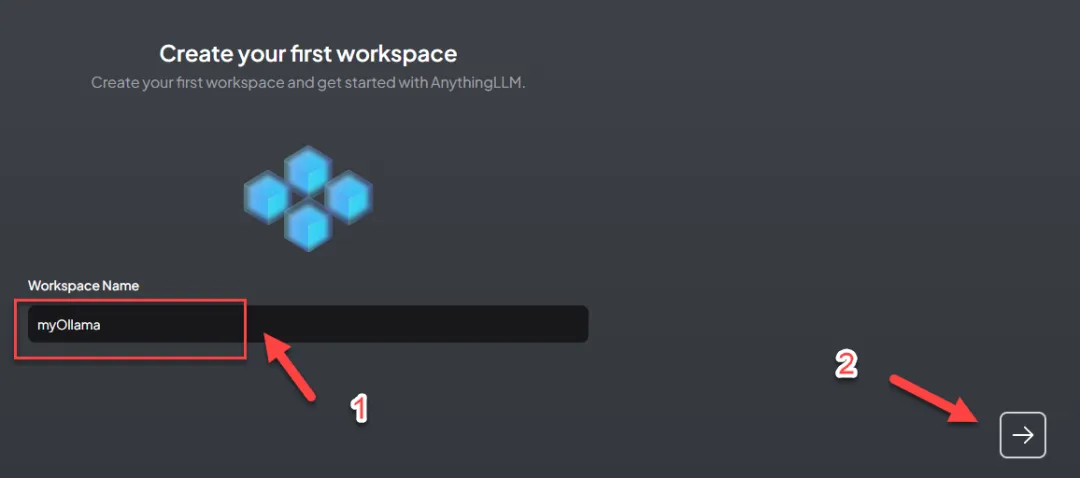 Create your first workspace
Create your first workspace and get started with AnythingLLM.
Workspace Name
myOllama
1
2